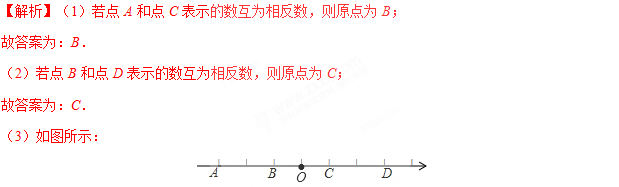 【解析】（1）若点 A 和点 C 表示的数互为相反数，则原点为 B；
故答案为：B．
（2）若点 B 和点 D 表示的数互为相反数，则原点为 C；
故答案为：C．
（3）如图所示：
A B O C D